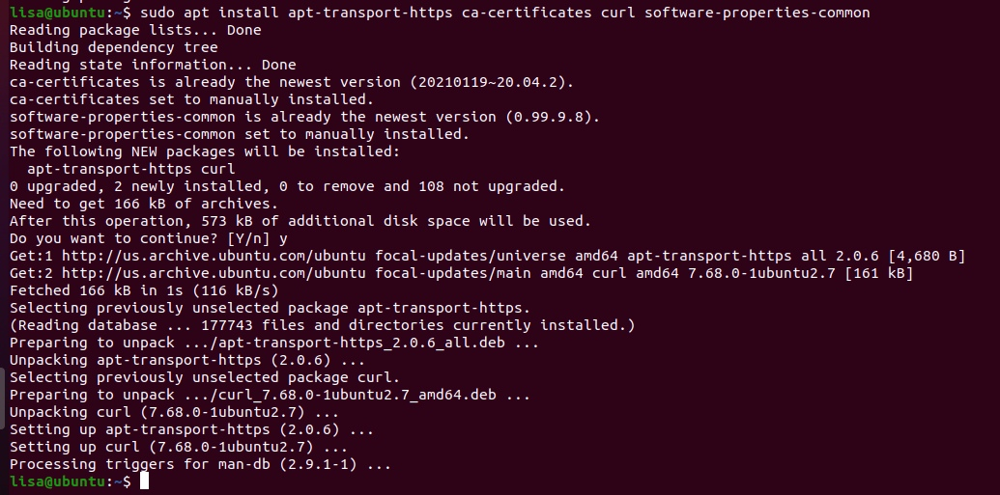 lisa@ubuntu:~$ sudo apt install apt-transport-https ca-certificates curl software-properties-common
Reading package lists... Done
Building dependency tree
Reading state information... Done
ca-certificates is already the newest version (20210119~20.04.2).
ca-certificates set to manually installed.
software-properties-common is already the newest version (0.99.9.8).
software-properties-common set to manually installed.
The following NEW packages will be installed:
  apt-transport-https curl
0 upgraded, 2 newly installed, 0 to remove and 108 not upgraded.
Need to get 166 kB of archives.
After this operation, 573 kB of additional disk space will be used.
Do you want to continue? [Y/n] y
Get:1 http://us.archive.ubuntu.com/ubuntu focal-updates/universe amd64 apt-transport-https all 2.0.6 [4,680 B]
Get:2 http://us.archive.ubuntu.com/ubuntu focal-updates/main amd64 curl amd64 7.68.0-1ubuntu2.7 [161 kB]
Fetched 166 kB in 1s (116 kB/s)
Selecting previously unselected package apt-transport-https.
(Reading database ... 177743 files and directories currently installed.)
Preparing to unpack .../apt-transport-https_2.0.6_all.deb ...
Unpacking apt-transport-https (2.0.6) ...
Selecting previously unselected package curl.
Preparing to unpack .../curl_7.68.0-1ubuntu2.7_amd64.deb ...
Unpacking curl (7.68.0-1ubuntu2.7) ...
Setting up apt-transport-https (2.0.6) ...
Setting up curl (7.68.0-1ubuntu2.7) ...
Processing triggers for man-db (2.9.1-1) ...
lisa@ubuntu:~$